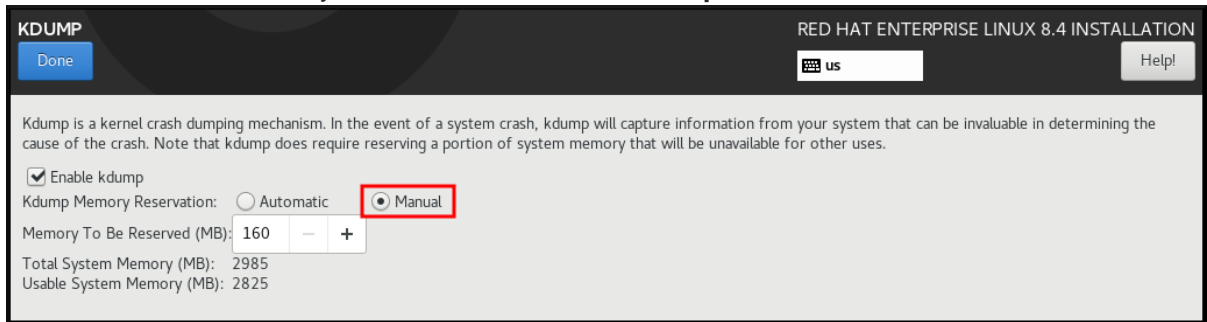 KDUMP
RED HAT ENTERPRISE LINUX 8.4 INSTALLATION
Done
us
Help!
Kdump is a kernel crash dumping mechanism. In the event of a system crash, kdump will capture information from your system that can be invaluable in determining the
cause of the crash. Note that kdump does require reserving a portion of system memory that will be unavailable for other uses.
Enable kdump
Kdump Memory Reservation: Automatic Manual
Memory To Be Reserved (MB): 160 − +
Total System Memory (MB): 2985
Usable System Memory (MB): 2825